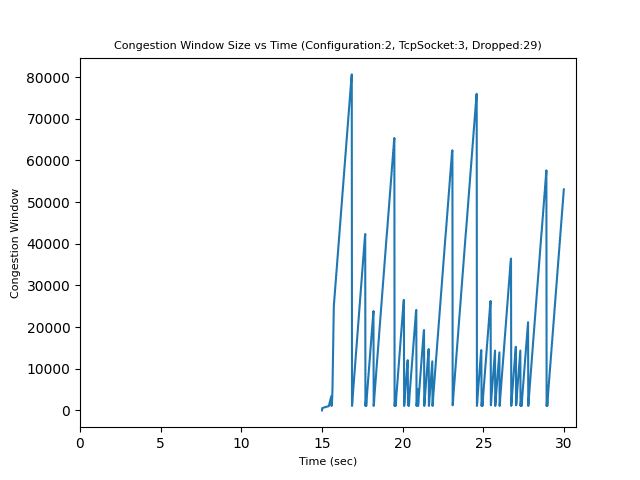 Congestion Window Size vs Time (Configuration:2, TcpSocket:3, Dropped:29)
80000
70000
60000
50000
40000
30000
20000
10000
0
Congestion Window
0 5 10 15 20 25 30
Time (sec)